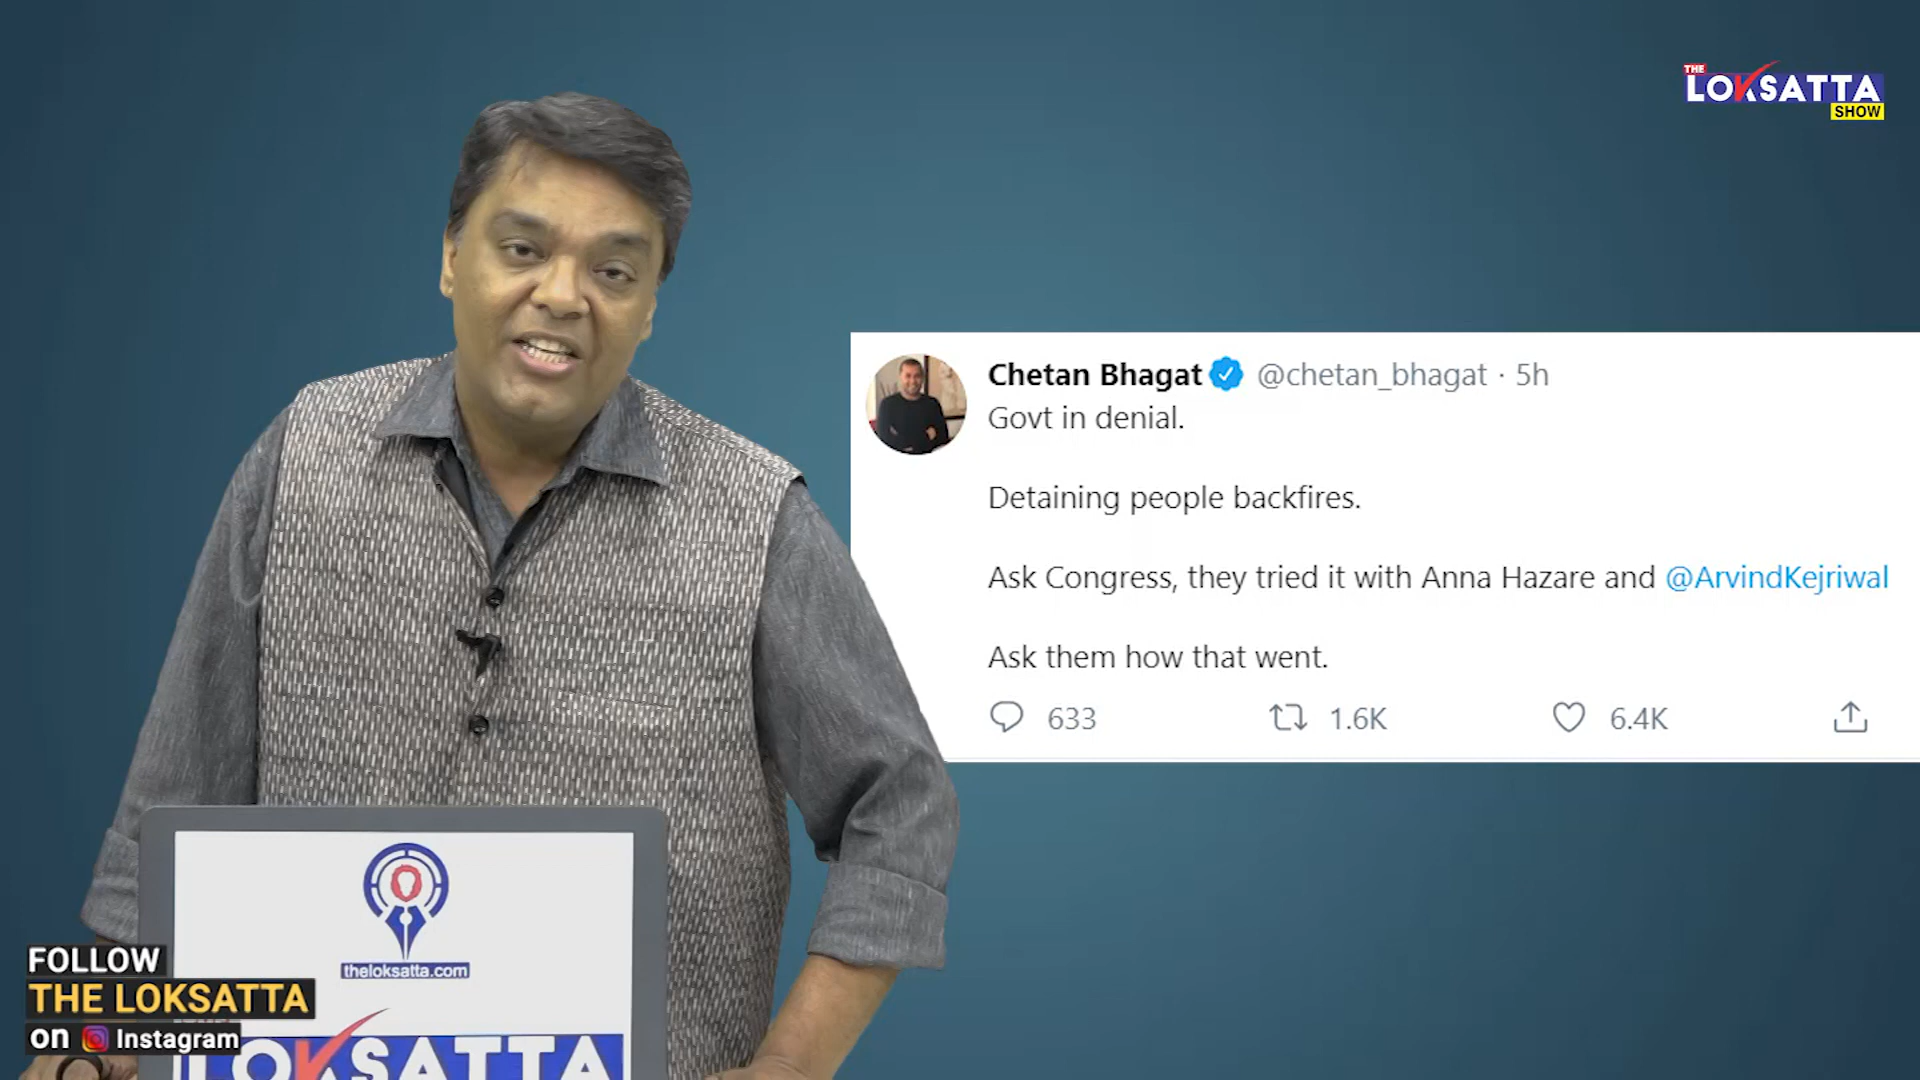 THE
LOKSATTA
SHOW
Chetan Bhagat @chetan_bhagat · 5h
Govt in denial.
Detaining people backfires.
Ask Congress, they tried it with Anna Hazare and @ArvindKejriwal
Ask them how that went.
633 1.6K 6.4K
theloksatta.com
LOKSATTA
FOLLOW
THE LOKSATTA
on Instagram